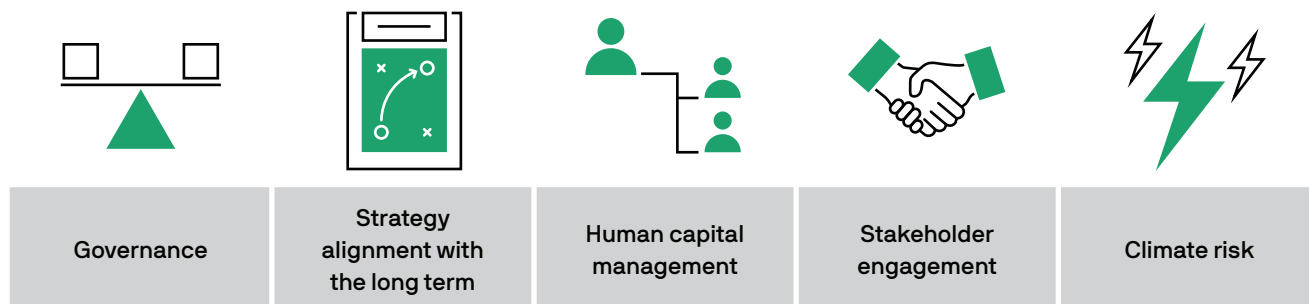 Governance
Strategy
alignment with
the long term
Human capital
management
Stakeholder
engagement
Climate risk